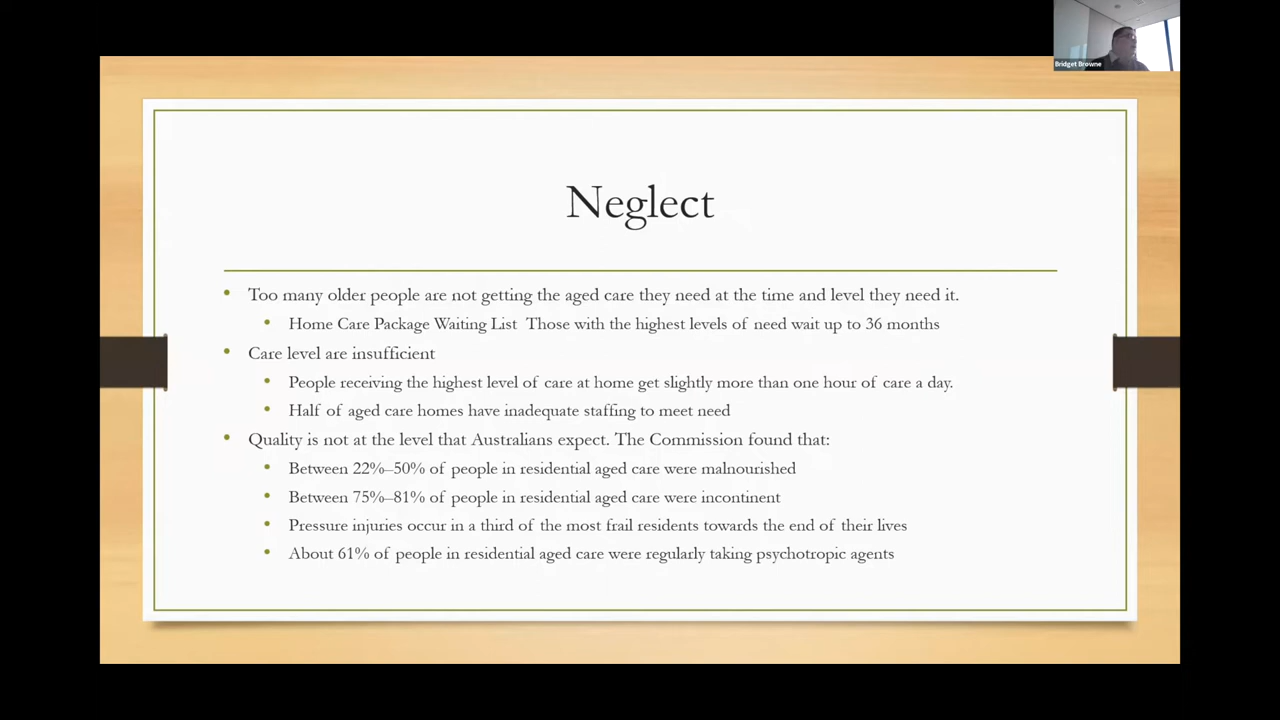 Bridget Browne
Neglect
• Too many older people are not getting the aged care they need at the time and level they need it.
• Home Care Package Waiting List  Those with the highest levels of need wait up to 36 months
• Care level are insufficient
• People receiving the highest level of care at home get slightly more than one hour of care a day.
• Half of aged care homes have inadequate staffing to meet need
• Quality is not at the level that Australians expect. The Commission found that:
• Between 22%–50% of people in residential aged care were malnourished
• Between 75%–81% of people in residential aged care were incontinent
• Pressure injuries occur in a third of the most frail residents towards the end of their lives
• About 61% of people in residential aged care were regularly taking psychotropic agents